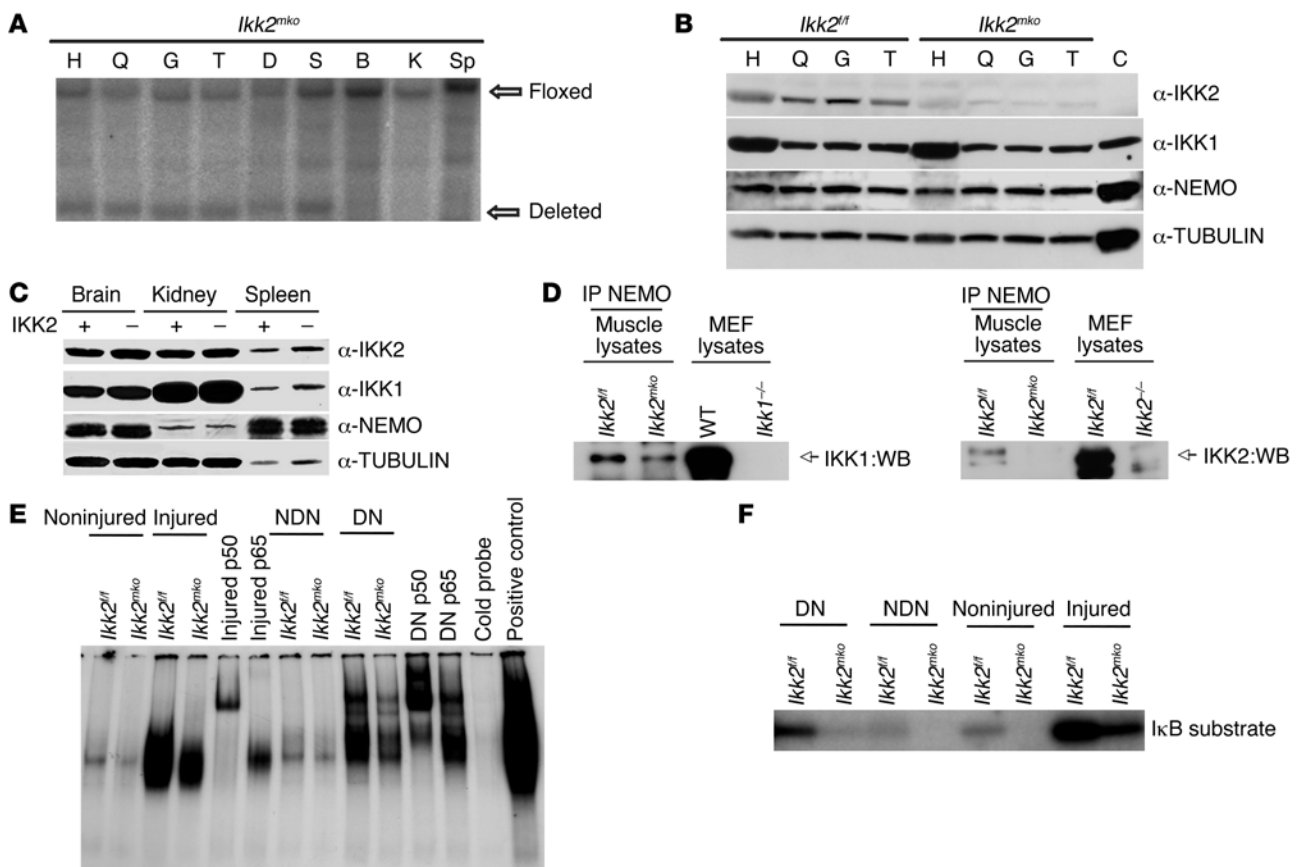 A
Ikk2mko
H Q G T D S B K Sp
Floxed
Deleted
B
Ikk2f/f Ikk2mko
H Q G T H Q G T C
α-IKK2
α-IKK1
α-NEMO
α-TUBULIN
C
Brain Kidney Spleen
IKK2 + − + − + −
α-IKK2
α-IKK1
α-NEMO
α-TUBULIN
D
IP NEMO
Muscle lysates
MEF lysates
Ikk2f/f Ikk2mko WT Ikk1−/−
IKK1:WB
IP NEMO
Muscle lysates
MEF lysates
Ikk2f/f Ikk2mko Ikk2f/f Ikk2−/−
IKK2:WB
E
Noninjured Injured NDN DN
Ikk2f/f Ikk2mko Ikk2f/f Ikk2mko Injured p50 Injured p65 Ikk2f/f Ikk2mko Ikk2f/f Ikk2mko DN p50 DN p65 Cold probe Positive control
F
DN NDN Noninjured Injured
Ikk2f/f Ikk2mko Ikk2f/f Ikk2mko Ikk2f/f Ikk2mko Ikk2f/f Ikk2mko
IκB substrate